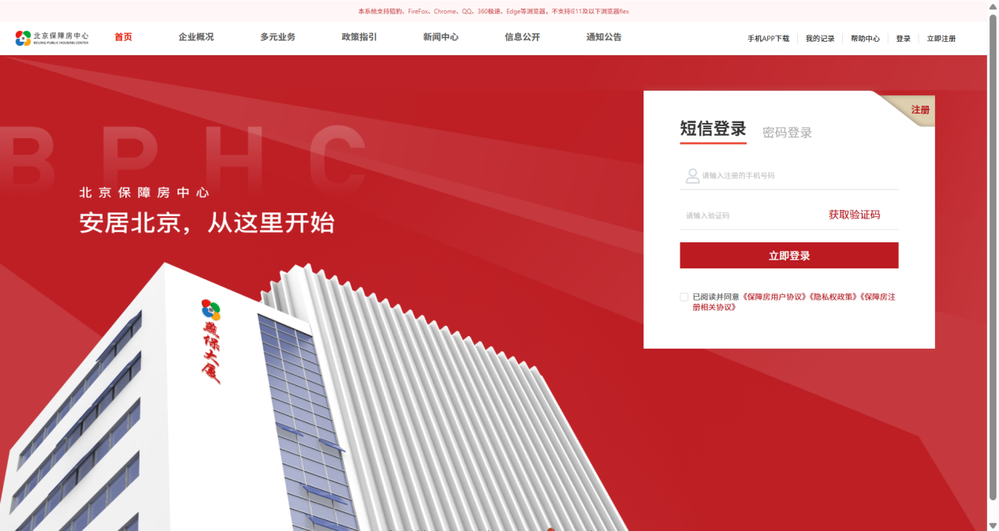 本系统支持猎豹、FireFox、Chrome、QQ、360极速、Edge等浏览器，不支持IE11及以下浏览器flex
北京保障房中心
BEIJING PUBLIC HOUSING CENTER
首页 企业概况 多元业务 政策指引 新闻中心 信息公开 通知公告
手机APP下载 我的记录 帮助中心 登录 立即注册
BPHC
北京保障房中心
安居北京，从这里开始
燕保大厦
注册
短信登录 密码登录
请输入注册的手机号码
请输入验证码 获取验证码
立即登录
已阅读并同意《保障房用户协议》《隐私权政策》《保障房注
册相关协议》